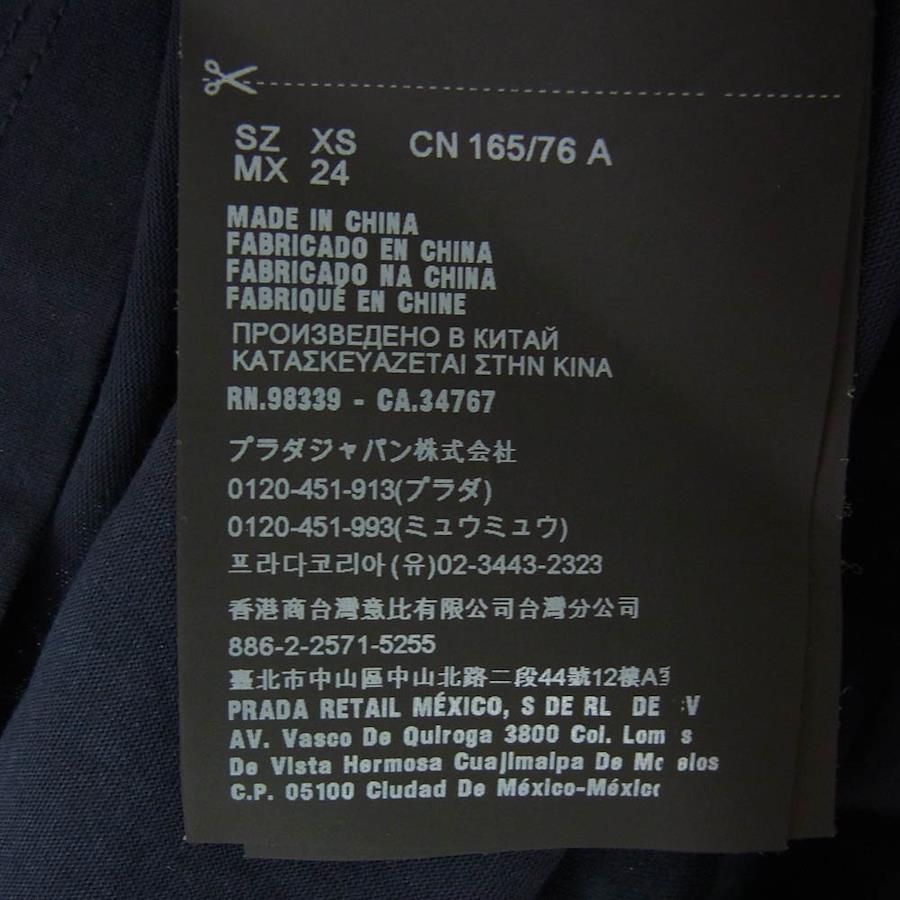 SZ XS CN 165/76 A
MX 24
MADE IN CHINA
FABRICADO EN CHINA
FABRICADO NA CHINA
FABRIQUÉ EN CHINE
ПРОИЗВЕДЕНО В КИТАЙ
ΚΑΤΑΣΚΕΥΑΖΕΤΑΙ ΣΤΗΝ ΚΙΝΑ
RN.98339 - CA.34767
プラダジャパン株式会社
0120-451-913(プラダ)
0120-451-993(ミュウミュウ)
프라다코리아(유)02-3443-2323
香港商台灣意比有限公司台灣分公司
886-2-2571-5255
臺北市中山區中山北路二段44號12樓A
PRADA RETAIL MÉXICO, S DE RL DE V
AV. Vasco De Quiroga 3800 Col. Lom s
De Vista Hermosa Cuajimalpa De
C.P. 05100 Ciudad De México-Méxic